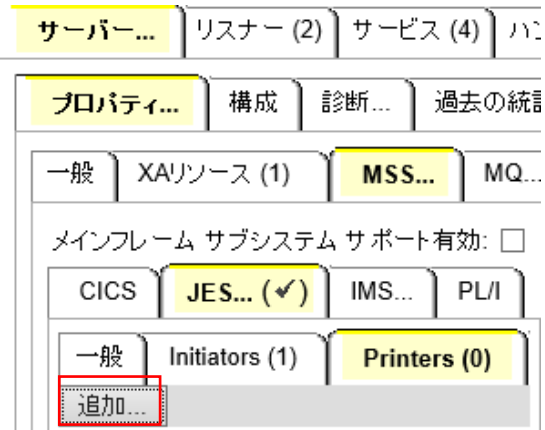 サーバー... リスナー (2) サービス (4)
プロパティ... 構成 診断... 過去の統
一般 XAリソース (1) MSS... MQ...
メインフレーム サブシステム サポート有効:
CICS JES... (✔) IMS... PL/I
一般 Initiators (1) Printers (0)
追加...